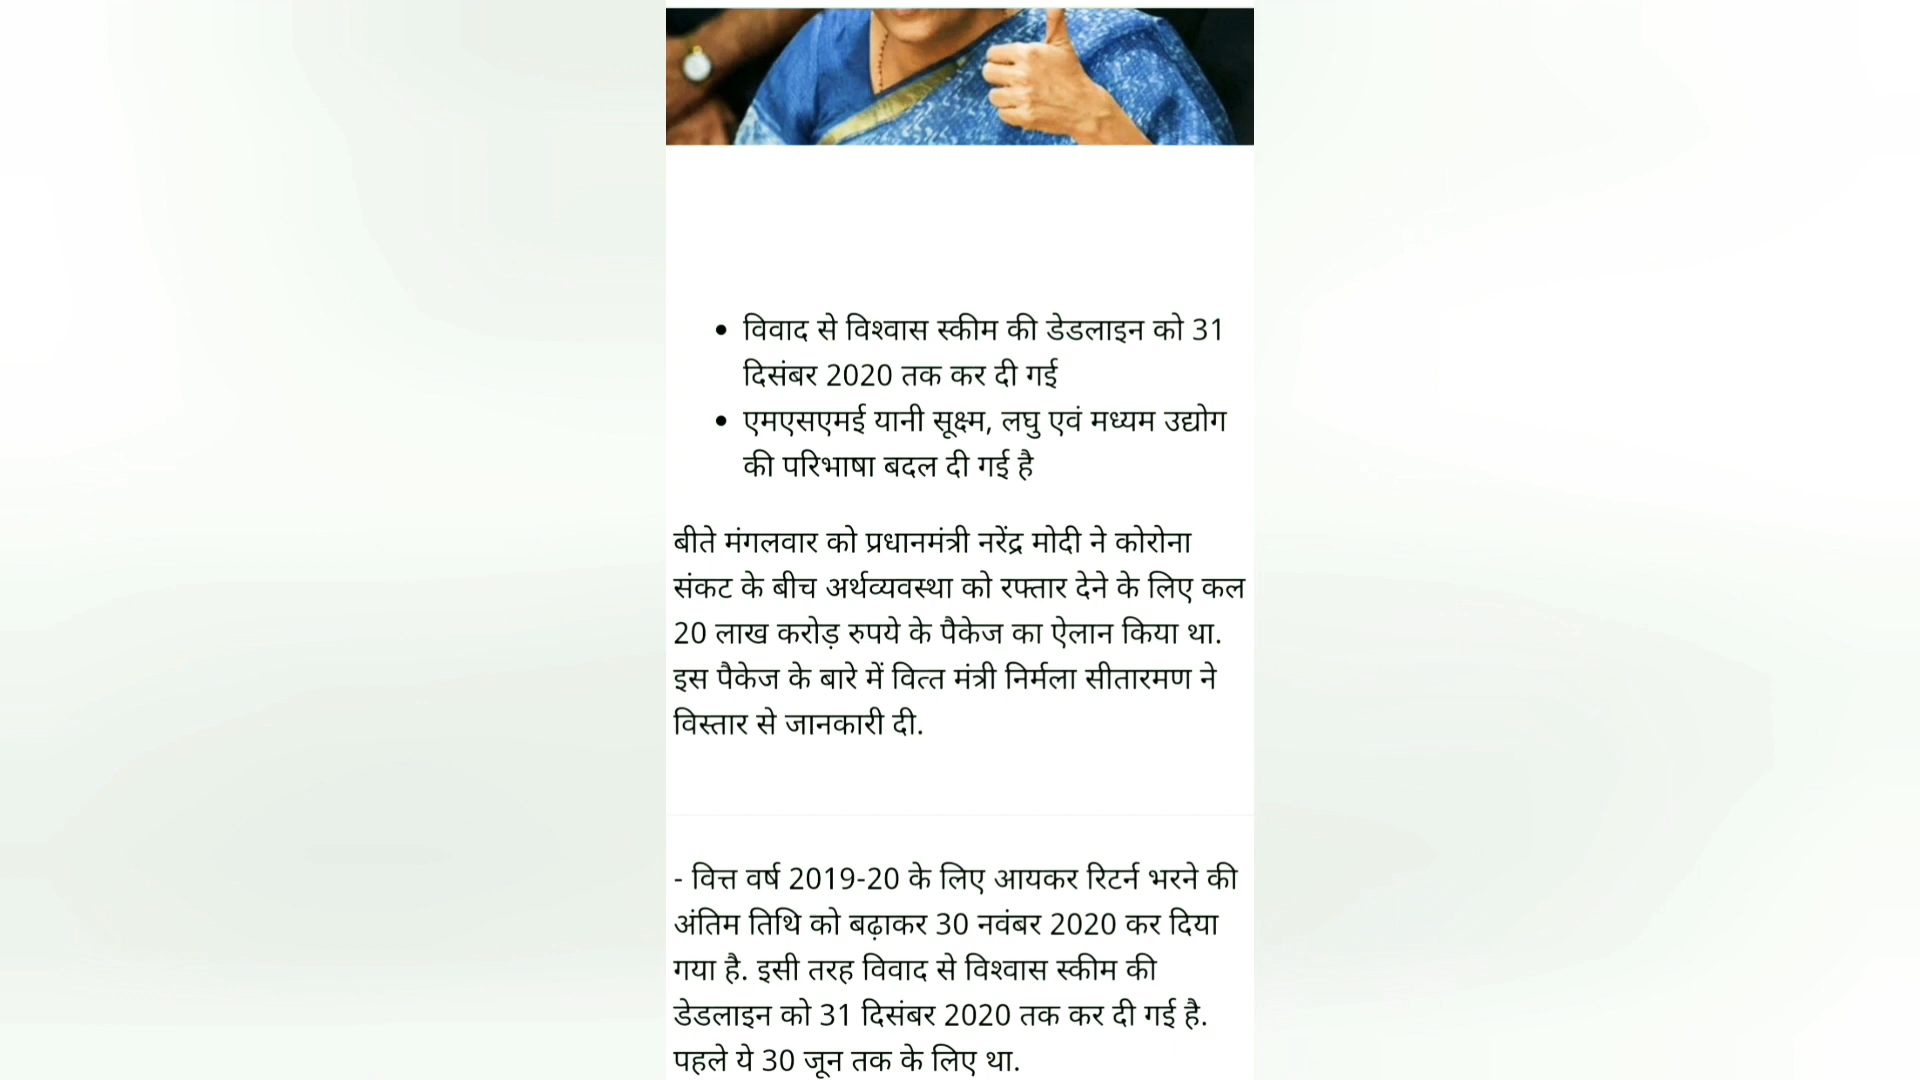 • विवाद से विश्वास स्कीम की डेडलाइन को 31
दिसंबर 2020 तक कर दी गई
• एमएसएमई यानी सूक्ष्म, लघु एवं मध्यम उद्योग
की परिभाषा बदल दी गई है
बीते मंगलवार को प्रधानमंत्री नरेंद्र मोदी ने कोरोना
संकट के बीच अर्थव्यवस्था को रफ्तार देने के लिए कल
20 लाख करोड़ रुपये के पैकेज का ऐलान किया था.
इस पैकेज के बारे में वित्त मंत्री निर्मला सीतारमण ने
विस्तार से जानकारी दी.
- वित्त वर्ष 2019-20 के लिए आयकर रिटर्न भरने की
अंतिम तिथि को बढ़ाकर 30 नवंबर 2020 कर दिया
गया है. इसी तरह विवाद से विश्वास स्कीम की
डेडलाइन को 31 दिसंबर 2020 तक कर दी गई है.
पहले ये 30 जून तक के लिए था.